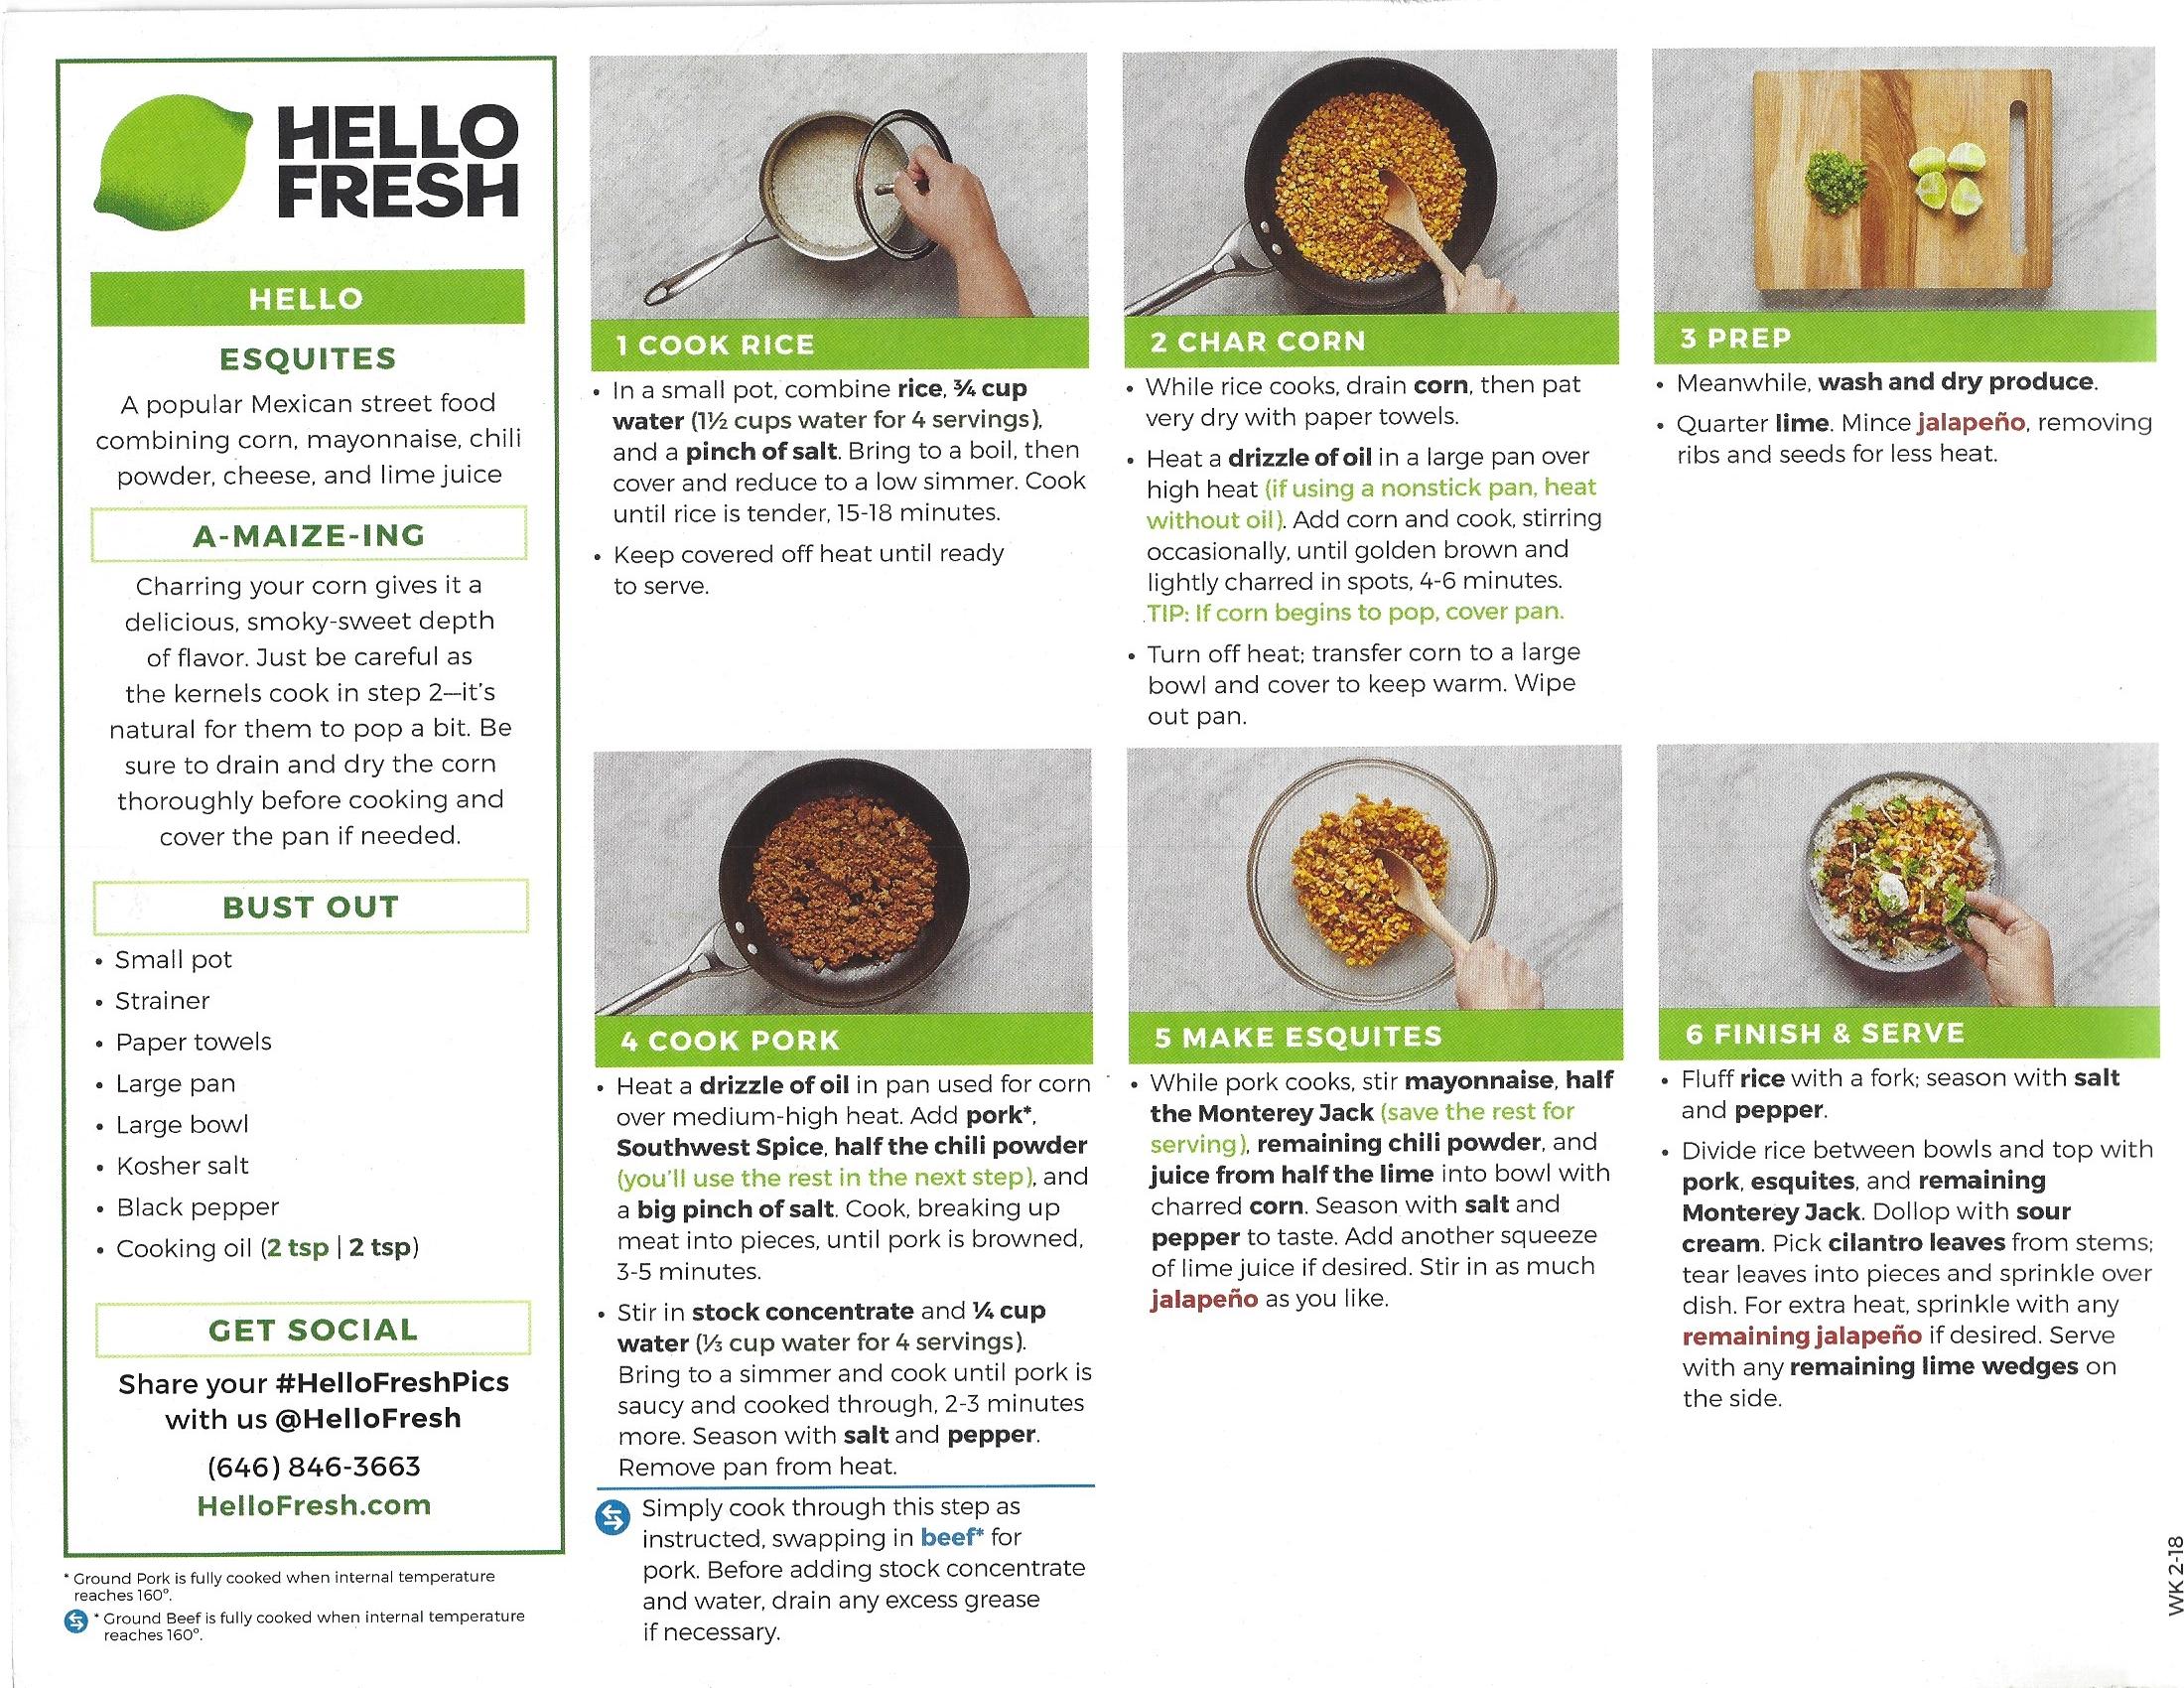 HELLO
FRESH
HELLO
ESQUITES
A popular Mexican street food
combining corn, mayonnaise, chili
powder, cheese, and lime juice
A-MAIZE-ING
Charring your corn gives it a
delicious, smoky-sweet depth
of flavor. Just be careful as
the kernels cook in step 2—it's
natural for them to pop a bit. Be
sure to drain and dry the corn
thoroughly before cooking and
cover the pan if needed.
BUST OUT
• Small pot
• Strainer
• Paper towels
• Large pan
• Large bowl
• Kosher salt
• Black pepper
• Cooking oil (2 tsp | 2 tsp)
GET SOCIAL
Share your #HelloFreshPics
with us @HelloFresh
(646) 846-3663
HelloFresh.com
* Ground Pork is fully cooked when internal temperature
reaches 160°.
* Ground Beef is fully cooked when internal temperature
reaches 160°.
1 COOK RICE
• In a small pot, combine rice, ¾ cup
water (1½ cups water for 4 servings),
and a pinch of salt. Bring to a boil, then
cover and reduce to a low simmer. Cook
until rice is tender, 15-18 minutes.
• Keep covered off heat until ready
to serve.
2 CHAR CORN
• While rice cooks, drain corn, then pat
very dry with paper towels.
• Heat a drizzle of oil in a large pan over
high heat (if using a nonstick pan, heat
without oil). Add corn and cook, stirring
occasionally, until golden brown and
lightly charred in spots, 4-6 minutes.
TIP: If corn begins to pop, cover pan.
• Turn off heat; transfer corn to a large
bowl and cover to keep warm. Wipe
out pan.
3 PREP
• Meanwhile, wash and dry produce.
• Quarter lime. Mince jalapeño, removing
ribs and seeds for less heat.
4 COOK PORK
• Heat a drizzle of oil in pan used for corn
over medium-high heat. Add pork*,
Southwest Spice, half the chili powder
(you'll use the rest in the next step), and
a big pinch of salt. Cook, breaking up
meat into pieces, until pork is browned,
3-5 minutes.
• Stir in stock concentrate and ¼ cup
water (⅓ cup water for 4 servings).
Bring to a simmer and cook until pork is
saucy and cooked through, 2-3 minutes
more. Season with salt and pepper.
Remove pan from heat.
Simply cook through this step as
instructed, swapping in beef* for
pork. Before adding stock concentrate
and water, drain any excess grease
if necessary.
5 MAKE ESQUITES
• While pork cooks, stir mayonnaise, half
the Monterey Jack (save the rest for
serving), remaining chili powder, and
juice from half the lime into bowl with
charred corn. Season with salt and
pepper to taste. Add another squeeze
of lime juice if desired. Stir in as much
jalapeño as you like.
6 FINISH & SERVE
• Fluff rice with a fork; season with salt
and pepper.
• Divide rice between bowls and top with
pork, esquites, and remaining
Monterey Jack. Dollop with sour
cream. Pick cilantro leaves from stems;
tear leaves into pieces and sprinkle over
dish. For extra heat, sprinkle with any
remaining jalapeño if desired. Serve
with any remaining lime wedges on
the side.
WK 2-18